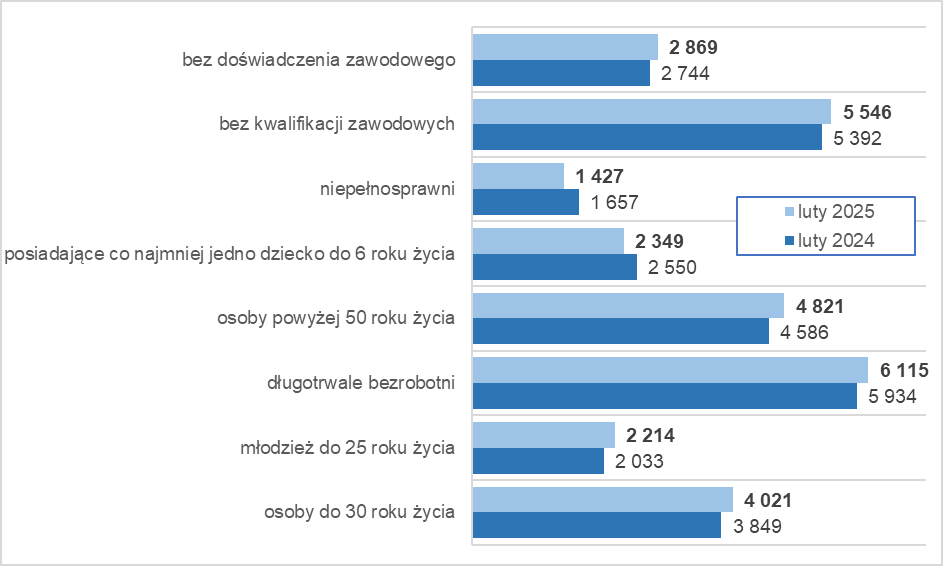 bez doświadczenia zawodowego
2 869
2 744
bez kwalifikacji zawodowych
5 546
5 392
niepełnosprawni
1 427
1 657
luty 2025
luty 2024
posiadające co najmniej jedno dziecko do 6 roku życia
2 349
2 550
osoby powyżej 50 roku życia
4 821
4 586
długotrwale bezrobotni
6 115
5 934
młodzież do 25 roku życia
2 214
2 033
osoby do 30 roku życia
4 021
3 849